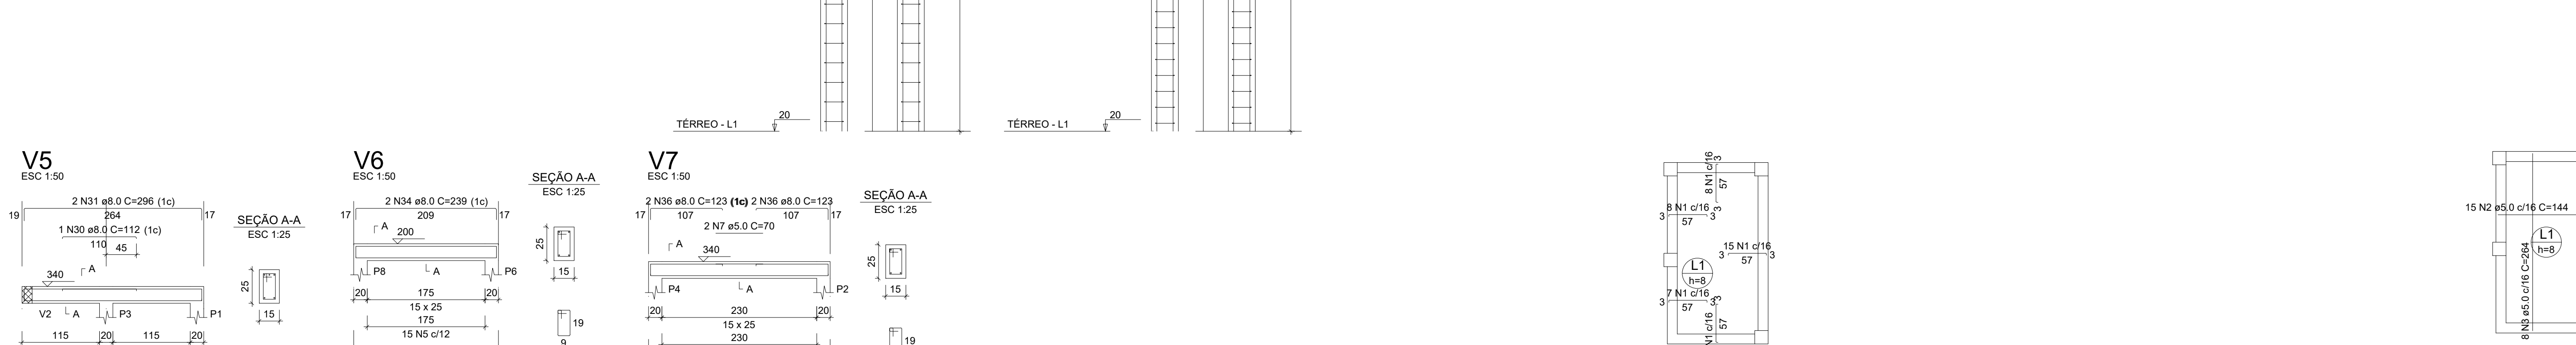 20
TÉRREO - L1
20
TÉRREO - L1
V5
ESC 1:50
2 N31 ø8.0 C=296 (1c)
19
264
17
1 N30 ø8.0 C=112 (1c)
110
45
A
340
V2
A
P3
P1
115
20
115
20
SEÇÃO A-A
ESC 1:25
25
15
V6
ESC 1:50
2 N34 ø8.0 C=239 (1c)
17
209
17
A
200
P8
A
P6
20
175
20
15 x 25
175
15 N5 c/12
SEÇÃO A-A
ESC 1:25
25
15
19
9
V7
ESC 1:50
2 N36 ø8.0 C=123 (1c) 2 N36 ø8.0 C=123
17
107
107
17
2 N7 ø5.0 C=70
A
340
P4
A
P2
20
230
20
15 x 25
230
SEÇÃO A-A
ESC 1:25
25
15
19
8 N1 c/16
3
57
3
8 N1 c/16
3
57
3
15 N1 c/16
3
57
3
L1
h=8
7 N1 c/16
3
57
3
N1 c/16
57
15 N2 ø5.0 c/16 C=144
L1
h=8
8 N3 ø5.0 c/16 C=264